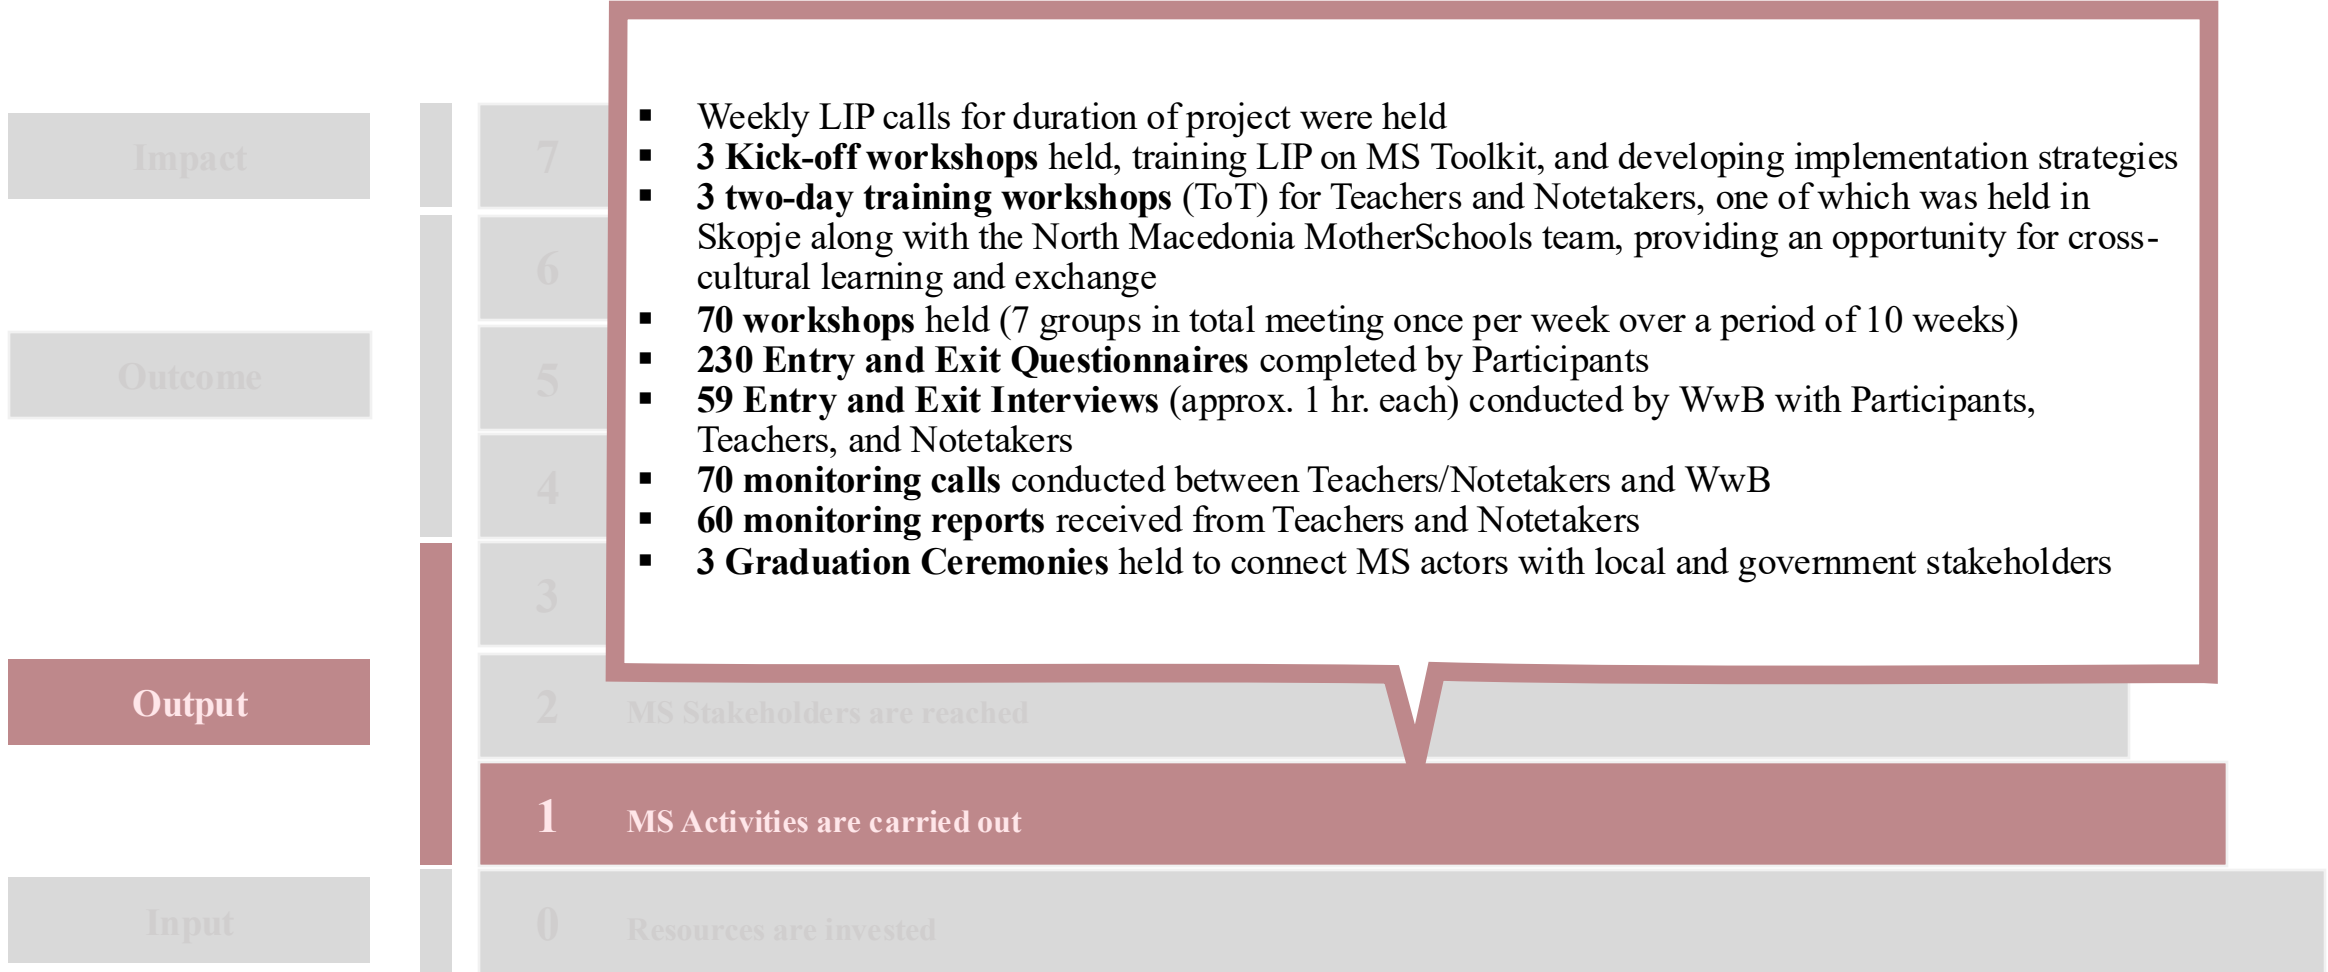 ▪ Weekly LIP calls for duration of project were held
▪ 3 Kick-off workshops held, training LIP on MS Toolkit, and developing implementation strategies
▪ 3 two-day training workshops (ToT) for Teachers and Notetakers, one of which was held in
Skopje along with the North Macedonia MotherSchools team, providing an opportunity for cross-
cultural learning and exchange
▪ 70 workshops held (7 groups in total meeting once per week over a period of 10 weeks)
▪ 230 Entry and Exit Questionnaires completed by Participants
▪ 59 Entry and Exit Interviews (approx. 1 hr. each) conducted by WwB with Participants,
Teachers, and Notetakers
▪ 70 monitoring calls conducted between Teachers/Notetakers and WwB
▪ 60 monitoring reports received from Teachers and Notetakers
▪ 3 Graduation Ceremonies held to connect MS actors with local and government stakeholders
Impact
7
6
Outcome
5
4
3
Output
2 MS Stakeholders are reached
1 MS Activities are carried out
Input
0 Resources are invested